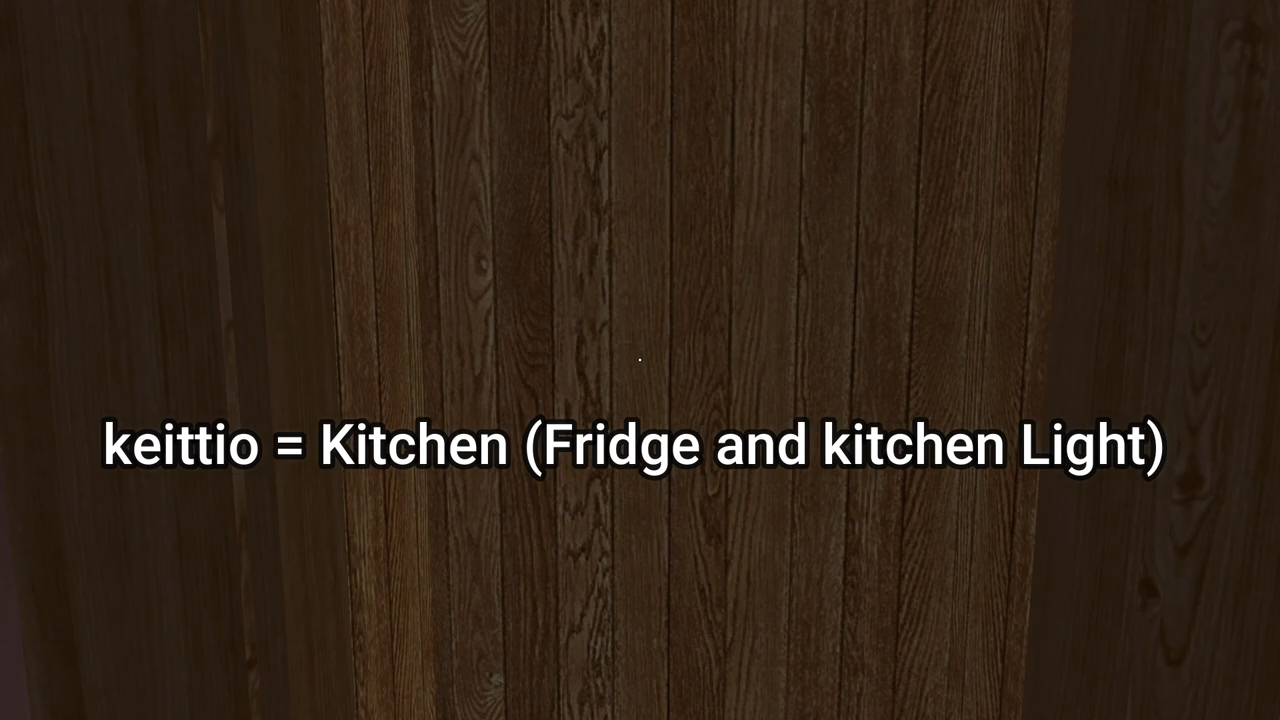 keittio = Kitchen (Fridge and kitchen Light)